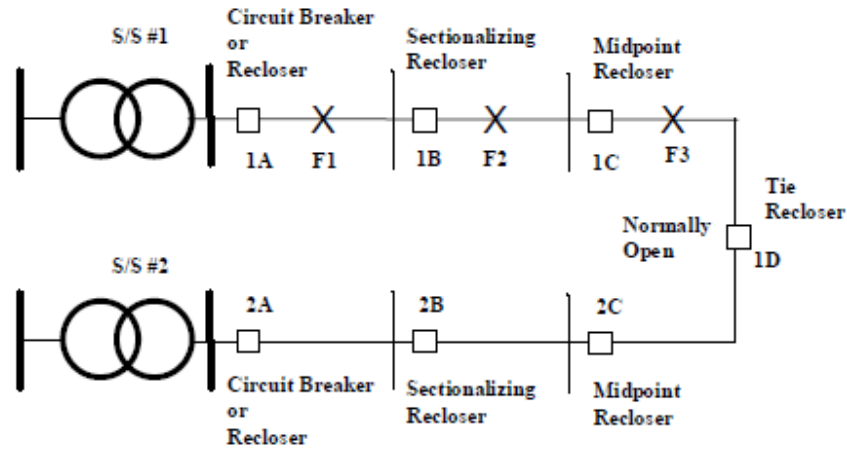 S/S #1
Circuit Breaker
or
Recloser
Sectionalizing
Recloser
Midpoint
Recloser
1A
F1
1B
F2
1C
F3
Tie
Recloser
Normally
Open
1D
S/S #2
2A
2B
2C
Circuit Breaker
or
Recloser
Sectionalizing
Recloser
Midpoint
Recloser